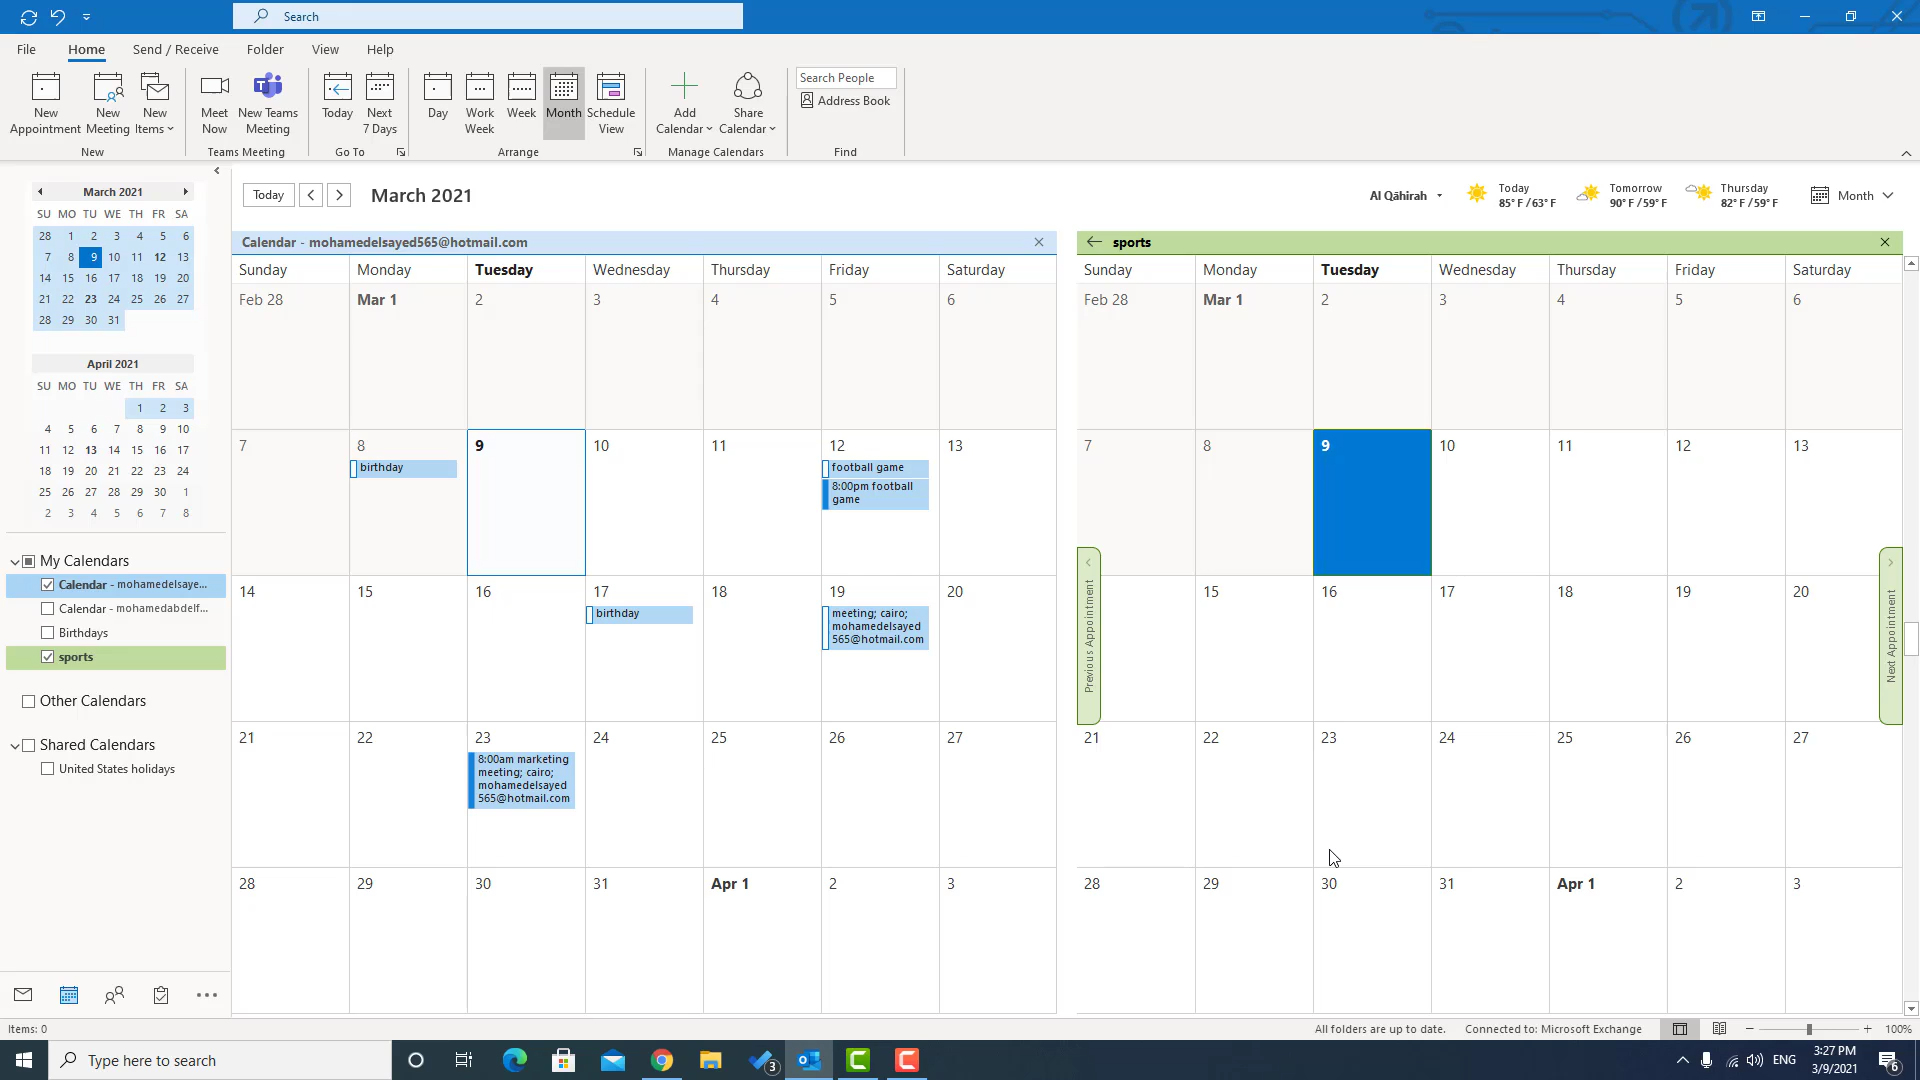 Search
File Home Send / Receive Folder View Help
New Appointment
New Meeting
New Items
New
Meet Now
New Teams Meeting
Teams Meeting
Today
Next 7 Days
Go To
Day
Work Week
Week
Month
Schedule View
Arrange
Add Calendar
Share Calendar
Manage Calendars
Search People
Address Book
Find
March 2021
SU MO TU WE TH FR SA
28 1 2 3 4 5 6
7 8 9 10 11 12 13
14 15 16 17 18 19 20
21 22 23 24 25 26 27
28 29 30 31
April 2021
SU MO TU WE TH FR SA
1 2 3
4 5 6 7 8 9 10
11 12 13 14 15 16 17
18 19 20 21 22 23 24
25 26 27 28 29 30 1
2 3 4 5 6 7 8
My Calendars
Calendar - mohamedelsaye...
Calendar - mohamedabdelf...
Birthdays
sports
Other Calendars
Shared Calendars
United States holidays
Today
March 2021
Al Qāhirah
Today
85° F / 63° F
Tomorrow
90° F / 59° F
Thursday
82° F / 59° F
Month
Calendar - mohamedelsayed565@hotmail.com
Sunday Monday Tuesday Wednesday Thursday Friday Saturday
Feb 28 Mar 1 2 3 4 5 6
7 8 9 10 11 12 13
birthday
football game
8:00pm football
game
14 15 16 17 18 19 20
birthday
meeting; cairo;
mohamedelsayed
565@hotmail.com
21 22 23 24 25 26 27
8:00am marketing
meeting; cairo;
mohamedelsayed
565@hotmail.com
28 29 30 31 Apr 1 2 3
sports
Sunday Monday Tuesday Wednesday Thursday Friday Saturday
Feb 28 Mar 1 2 3 4 5 6
7 8 9 10 11 12 13
15 16 17 18 19 20
21 22 23 24 25 26 27
28 29 30 31 Apr 1 2 3
Previous Appointment
Next Appointment
Items: 0
All folders are up to date.
Connected to: Microsoft Exchange
100%
Type here to search
3
ENG
3:27 PM
3/9/2021
6